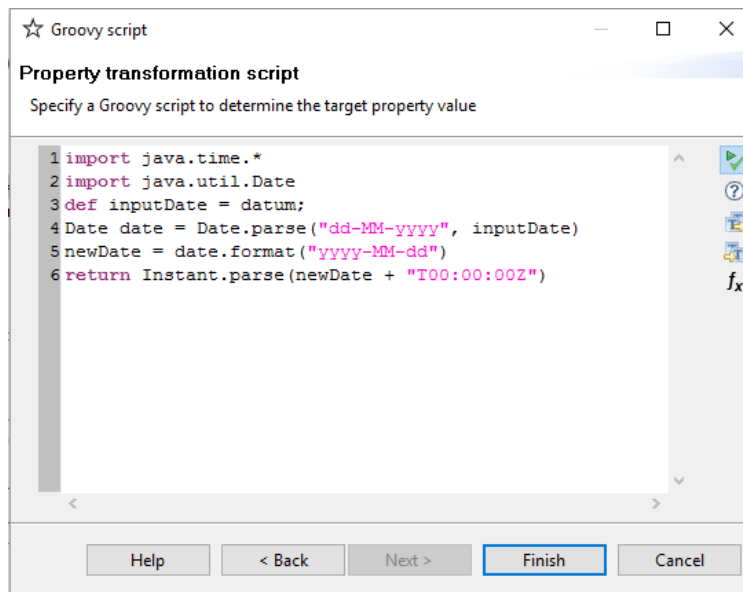 Groovy script
Property transformation script
Specify a Groovy script to determine the target property value
1 import java.time.*
2 import java.util.Date
3 def inputDate = datum;
4 Date date = Date.parse("dd-MM-yyyy", inputDate)
5 newDate = date.format("yyyy-MM-dd")
6 return Instant.parse(newDate + "T00:00:00Z")
fx
Help < Back Next > Finish Cancel